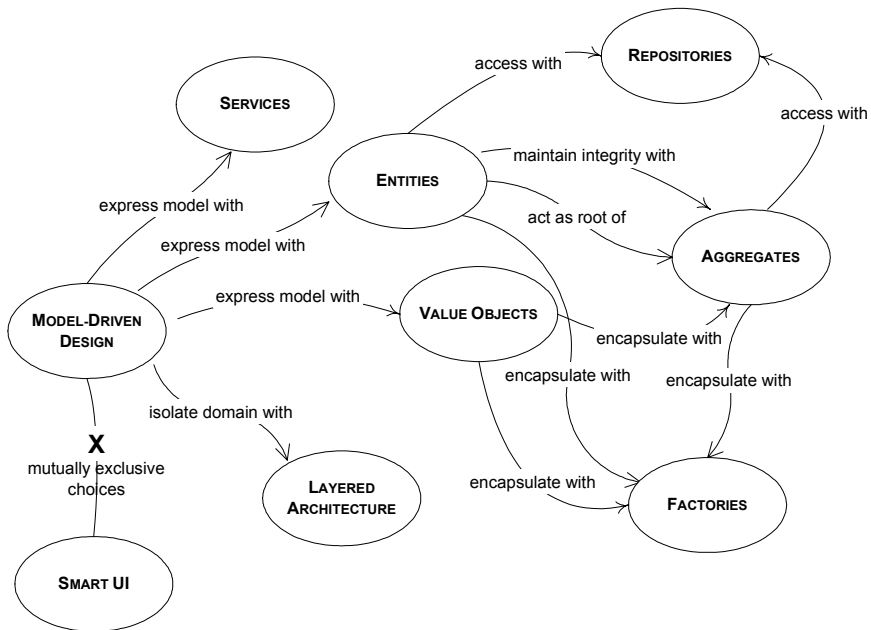 REPOSITORIES
access with
SERVICES
access with
maintain integrity with
ENTITIES
express model with
act as root of
express model with
AGGREGATES
express model with
VALUE OBJECTS
MODEL-DRIVEN
DESIGN
encapsulate with
encapsulate with
encapsulate with
isolate domain with
X
mutually exclusive
choices
encapsulate with
LAYERED
ARCHITECTURE
FACTORIES
SMART UI